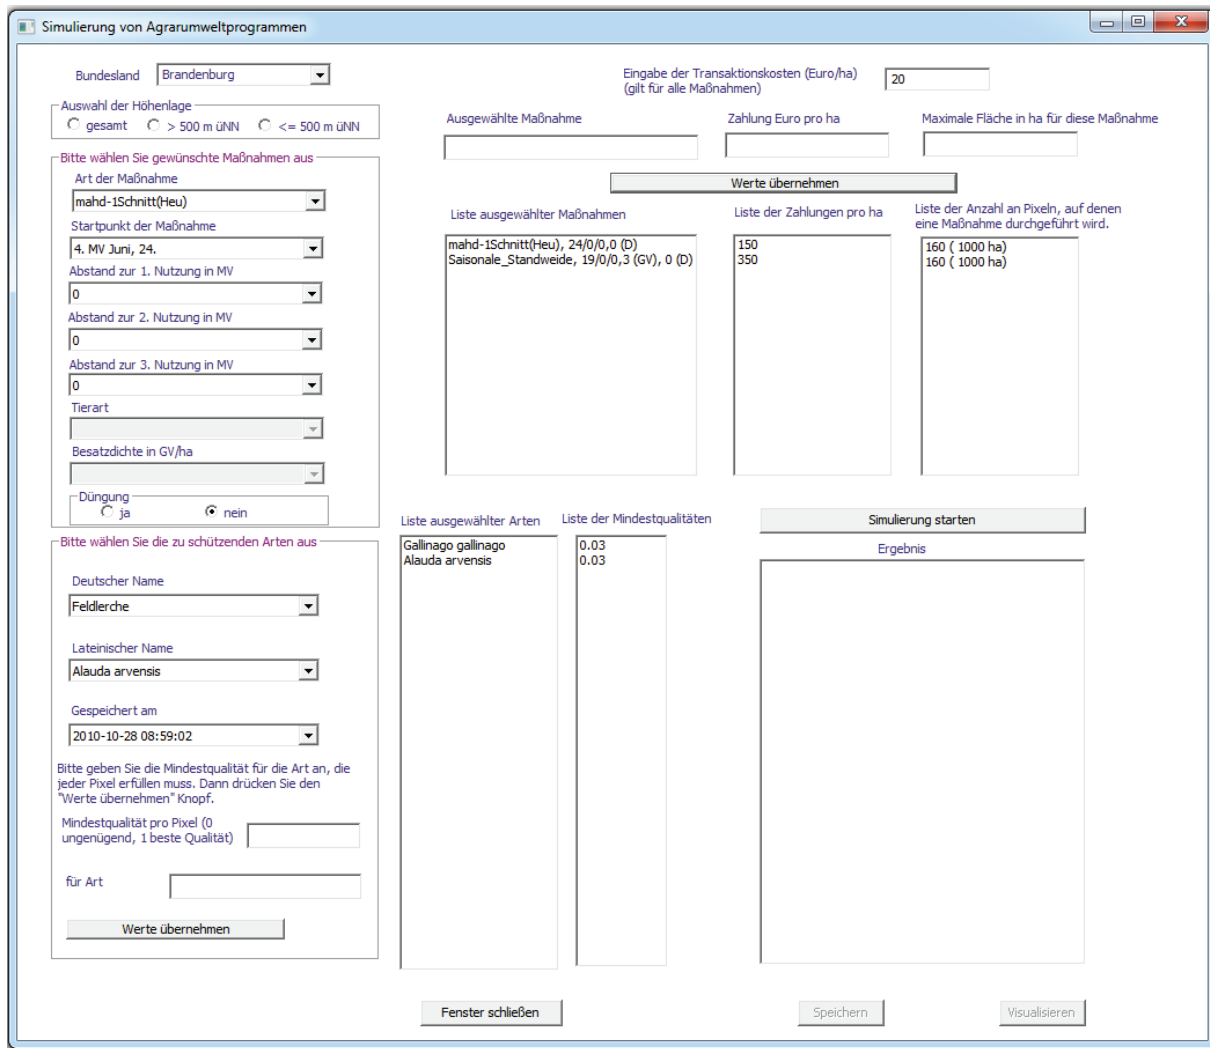 Simulierung von Agrarumweltprogrammen
Bundesland
Brandenburg
Auswahl der Höhenlage
gesamt
> 500 m üNN
<= 500 m üNN
Bitte wählen Sie gewünschte Maßnahmen aus
Art der Maßnahme
mahd-1Schnitt(Heu)
Startpunkt der Maßnahme
4. MV Juni, 24.
Abstand zur 1. Nutzung in MV
0
Abstand zur 2. Nutzung in MV
0
Abstand zur 3. Nutzung in MV
0
Tierart
Besatzdichte in GV/ha
Düngung
ja
nein
Bitte wählen Sie die zu schützenden Arten aus
Deutscher Name
Feldlerche
Lateinischer Name
Alauda arvensis
Gespeichert am
2010-10-28 08:59:02
Bitte geben Sie die Mindestqualität für die Art an, die
jeder Pixel erfüllen muss. Dann drücken Sie den
"Werte übernehmen" Knopf.
Mindestqualität pro Pixel (0
ungenügend, 1 beste Qualität)
für Art
Werte übernehmen
Eingabe der Transaktionskosten (Euro/ha)
(gilt für alle Maßnahmen)
20
Ausgewählte Maßnahme
Zahlung Euro pro ha
Maximale Fläche in ha für diese Maßnahme
Werte übernehmen
Liste ausgewählter Maßnahmen
mahd-1Schnitt(Heu), 24/0/0,0 (D)
Saisonale_Standweide, 19/0/0,3 (GV), 0 (D)
Liste der Zahlungen pro ha
150
350
Liste der Anzahl an Pixeln, auf denen
eine Maßnahme durchgeführt wird.
160 ( 1000 ha)
160 ( 1000 ha)
Liste ausgewählter Arten
Gallinago gallinago
Alauda arvensis
Liste der Mindestqualitäten
0.03
0.03
Simulierung starten
Ergebnis
Fenster schließen
Speichern
Visualisieren